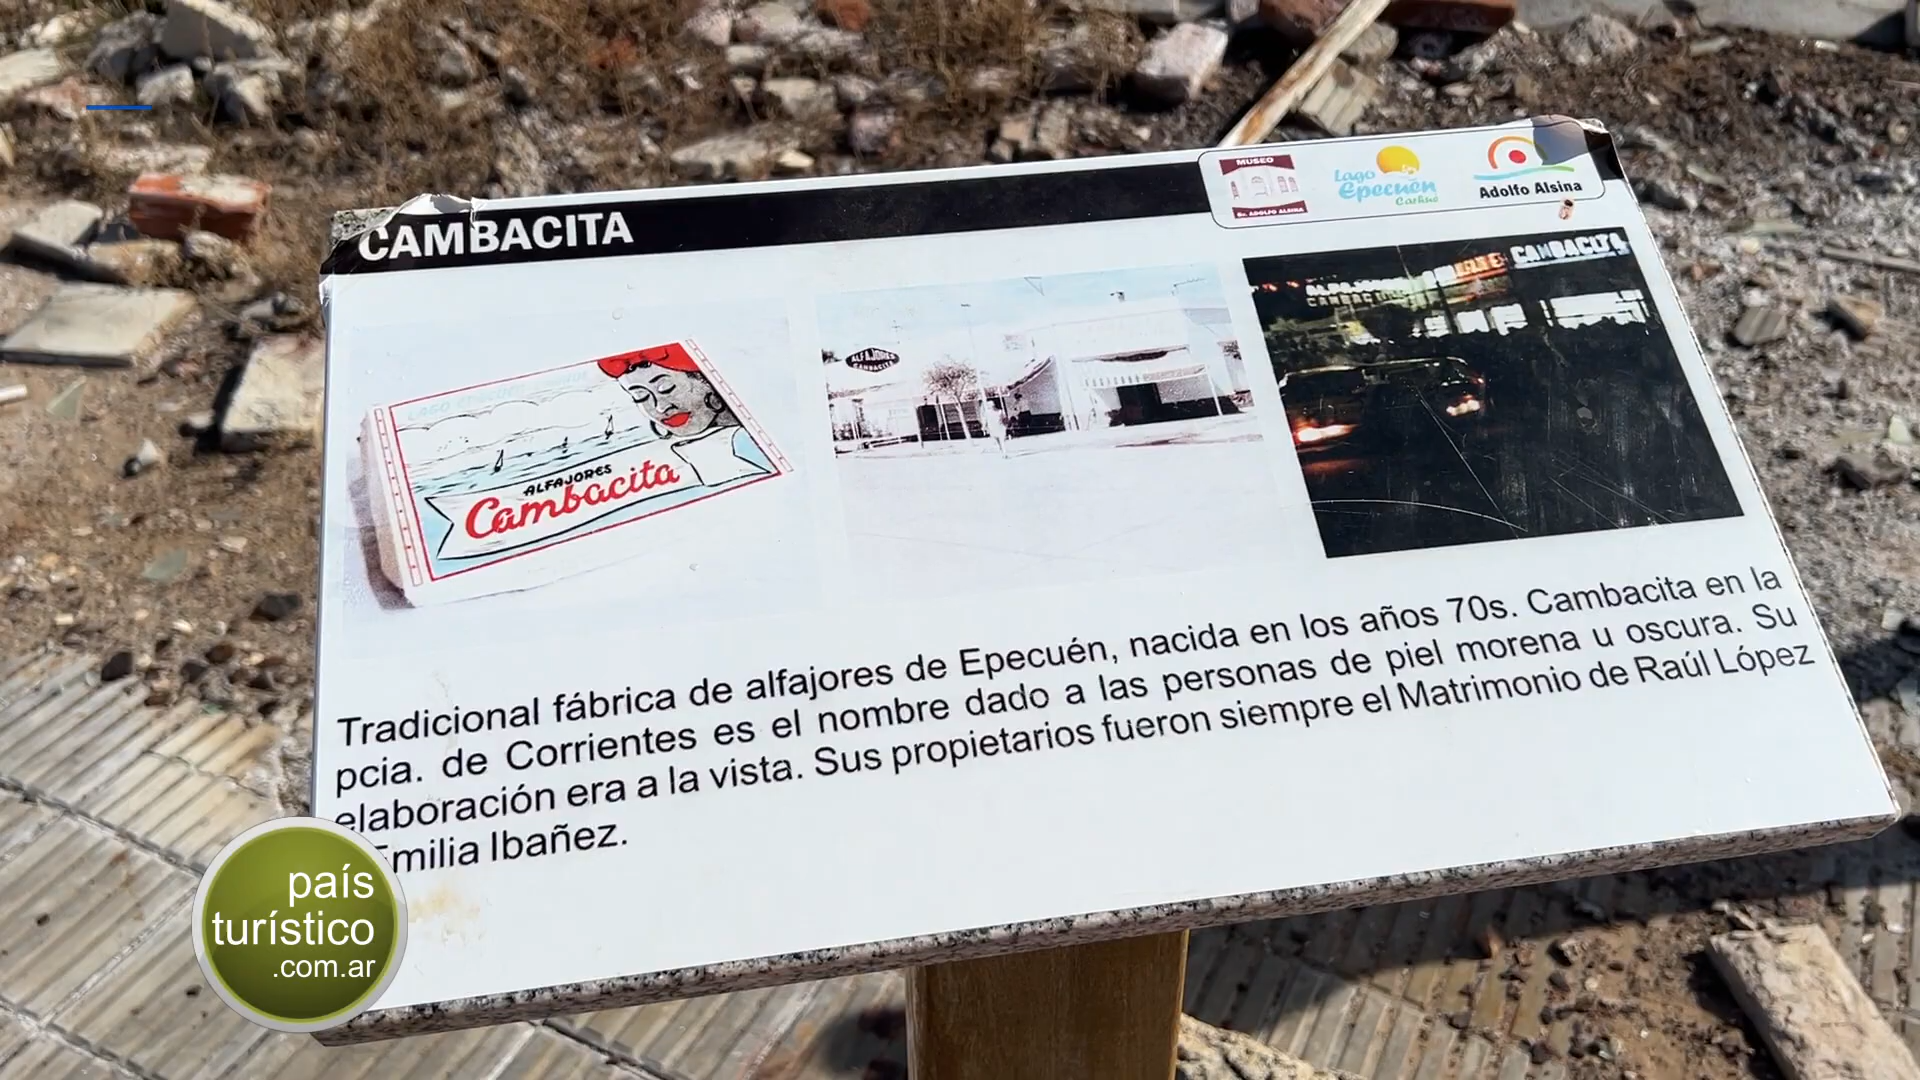 CAMBACITA
MUSEO
Dr. ADOLFO ALSINA
Lago
Epecuén
Carhué
Adolfo Alsina
ALFAJORES
Cambacita
ALFAJORES
CAMBACITA
CAMBACITA
Tradicional fábrica de alfajores de Epecuén, nacida en los años 70s. Cambacita en la
pcia. de Corrientes es el nombre dado a las personas de piel morena u oscura. Su
elaboración era a la vista. Sus propietarios fueron siempre el Matrimonio de Raúl López
Emilia Ibañez.
país
turístico
.com.ar